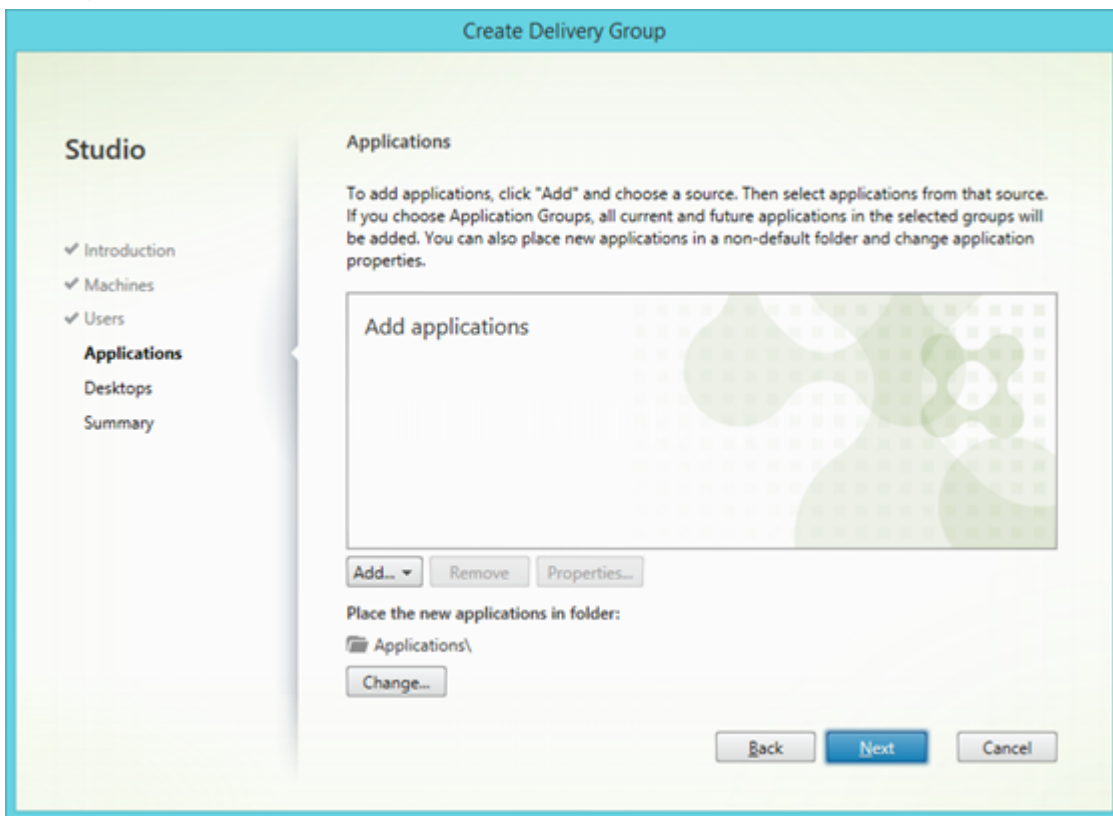 Create Delivery Group
Studio
Introduction
Machines
Users
Applications
Desktops
Summary
Applications
To add applications, click "Add" and choose a source. Then select applications from that source.
If you choose Application Groups, all current and future applications in the selected groups will
be added. You can also place new applications in a non-default folder and change application
properties.
Add applications
Add...
Remove
Properties...
Place the new applications in folder:
Applications\
Change...
Back
Next
Cancel